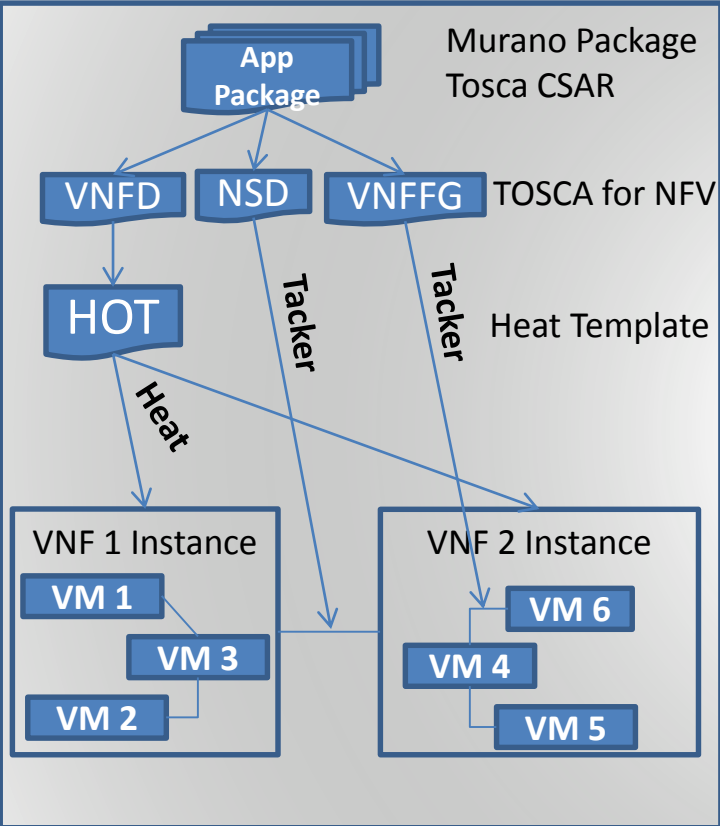 App
Package
Murano Package
Tosca CSAR
VNFD
NSD
VNFFG
TOSCA for NFV
HOT
Tacker
Tacker
Heat Template
Heat
VNF 1 Instance
VM 1
VM 3
VM 2
VNF 2 Instance
VM 6
VM 4
VM 5